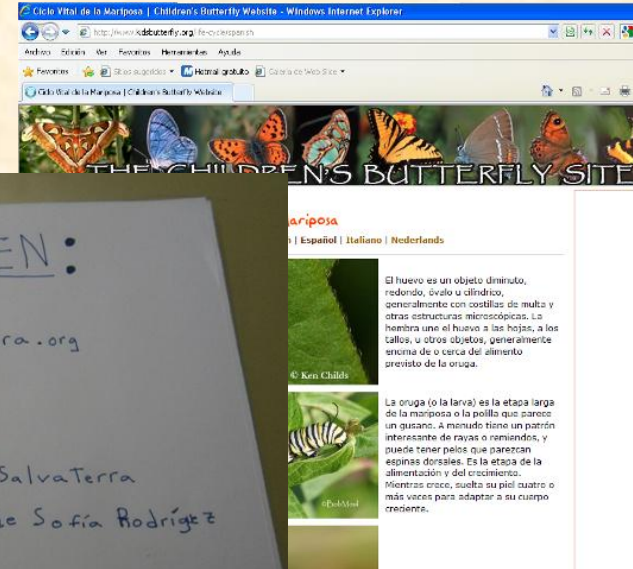 Ciclo Vital de la Mariposa | Children's Butterfly Website - Windows Internet Explorer
http://www.kidsbutterfly.org/life-cycle/spanish
Archivo Edición Ver Favoritos Herramientas Ayuda
Favoritos Sitios sugeridos Hotmail gratuito Galería de Web Slice
Ciclo Vital de la Mariposa | Children's Butterfly Website
THE CHILDREN'S BUTTERFLY SITE
ariposa
| Español | Italiano | Nederlands
El huevo es un objeto diminuto,
redondo, óvalo u cilíndrico,
generalmente con costillas de multa y
otras estructuras microscópicas. La
hembra une el huevo a las hojas, a los
tallos, u otros objetos, generalmente
encima de o cerca del alimento
previsto de la oruga.
© Ken Childs
La oruga (o la larva) es la etapa larga
de la mariposa o la polilla que parece
un gusano. A menudo tiene un patrón
interesante de rayas o remiendos, y
puede tener pelos que parezcan
espinas dorsales. Es la etapa de la
alimentación y del crecimiento.
Mientras crece, suelta su piel cuatro o
más veces para adaptar a su cuerpo
creciente.
EN:
ra.org
SalvaTerra
e Sofía